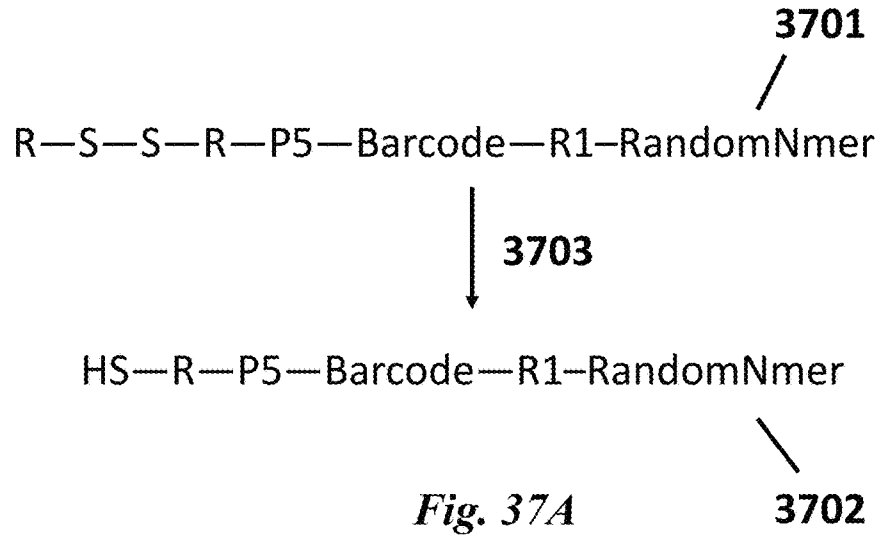 3701
R—S—S—R—P5—Barcode—R1–RandomNmer
3703
HS—R—P5—Barcode—R1–RandomNmer
Fig. 37A
3702